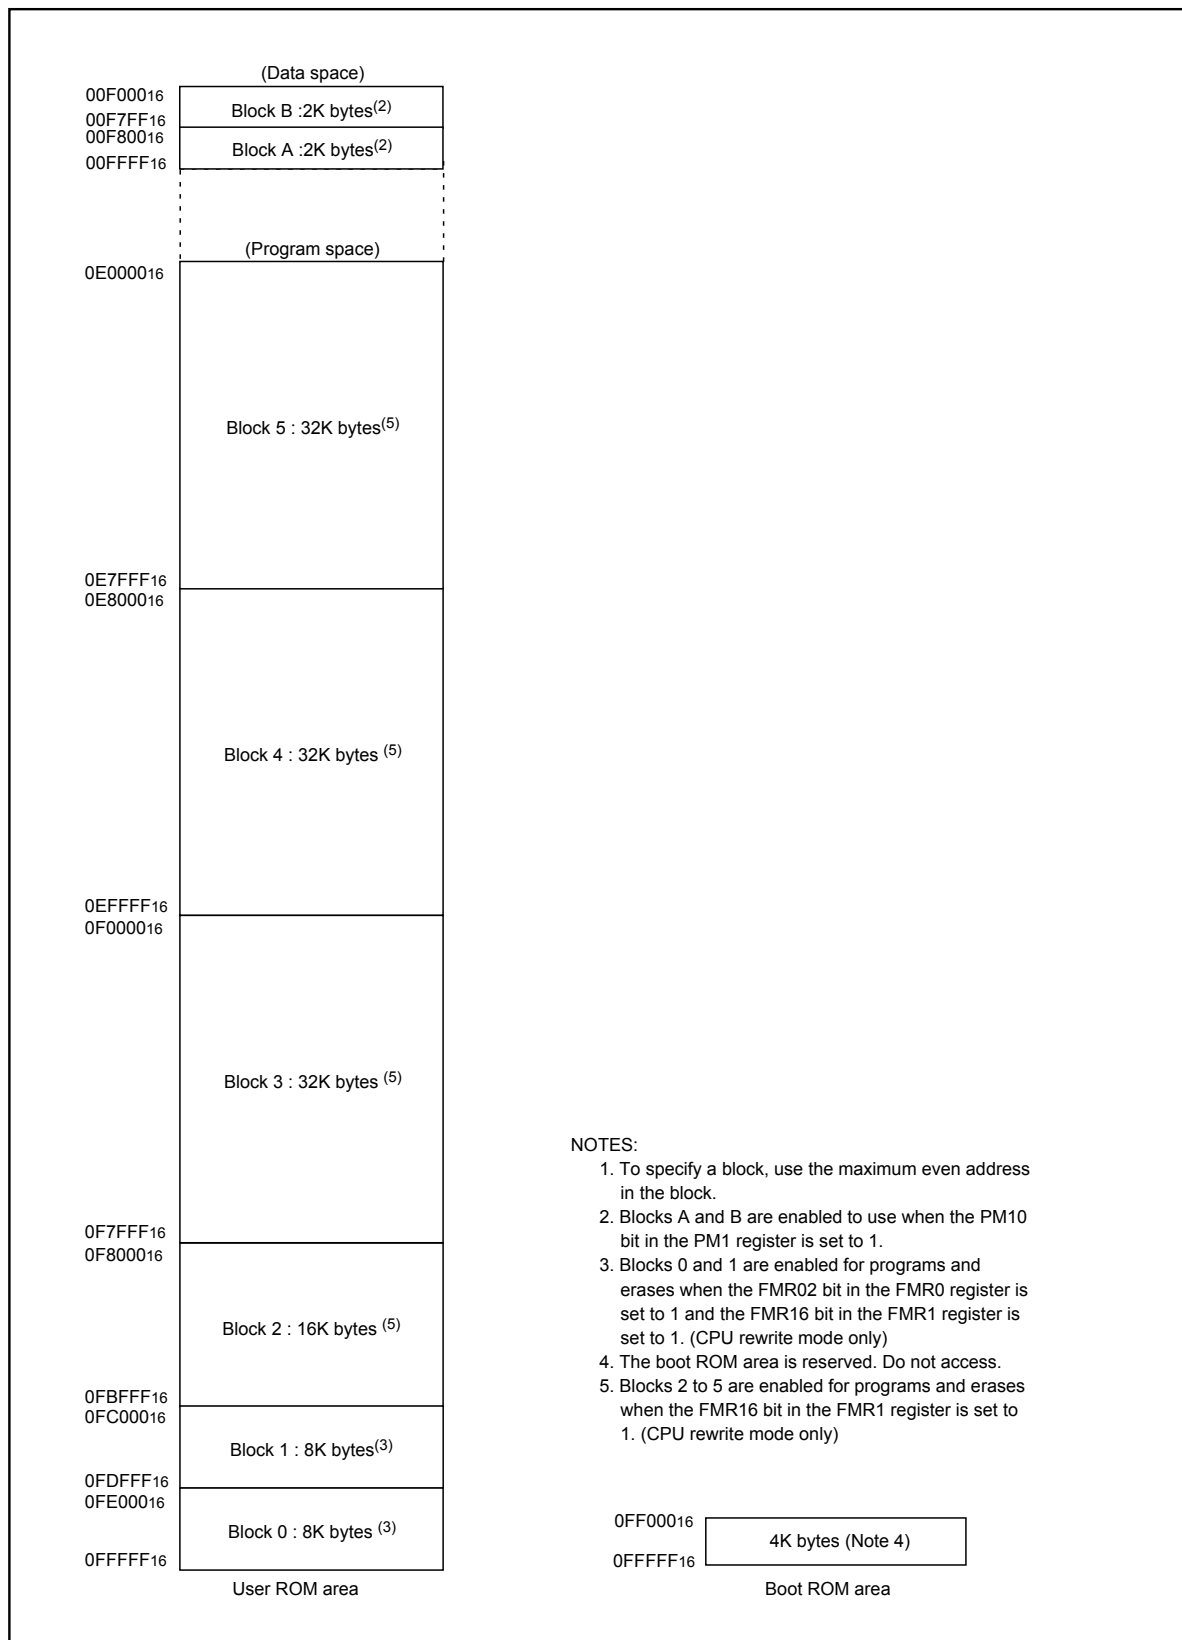 (Data space)
00F00016
Block B :2K bytes(2)
00F7FF16
00F80016
Block A :2K bytes(2)
00FFFF16
(Program space)
0E000016
Block 5 : 32K bytes(5)
0E7FFF16
0E800016
Block 4 : 32K bytes (5)
0EFFFF16
0F000016
Block 3 : 32K bytes (5)
0F7FFF16
0F800016
Block 2 : 16K bytes (5)
0FBFFF16
0FC00016
Block 1 : 8K bytes(3)
0FDFFF16
0FE00016
Block 0 : 8K bytes (3)
0FFFFF16
User ROM area
NOTES:
1. To specify a block, use the maximum even address
in the block.
2. Blocks A and B are enabled to use when the PM10
bit in the PM1 register is set to 1.
3. Blocks 0 and 1 are enabled for programs and
erases when the FMR02 bit in the FMR0 register is
set to 1 and the FMR16 bit in the FMR1 register is
set to 1. (CPU rewrite mode only)
4. The boot ROM area is reserved. Do not access.
5. Blocks 2 to 5 are enabled for programs and erases
when the FMR16 bit in the FMR1 register is set to
1. (CPU rewrite mode only)
0FF00016
4K bytes (Note 4)
0FFFFF16
Boot ROM area